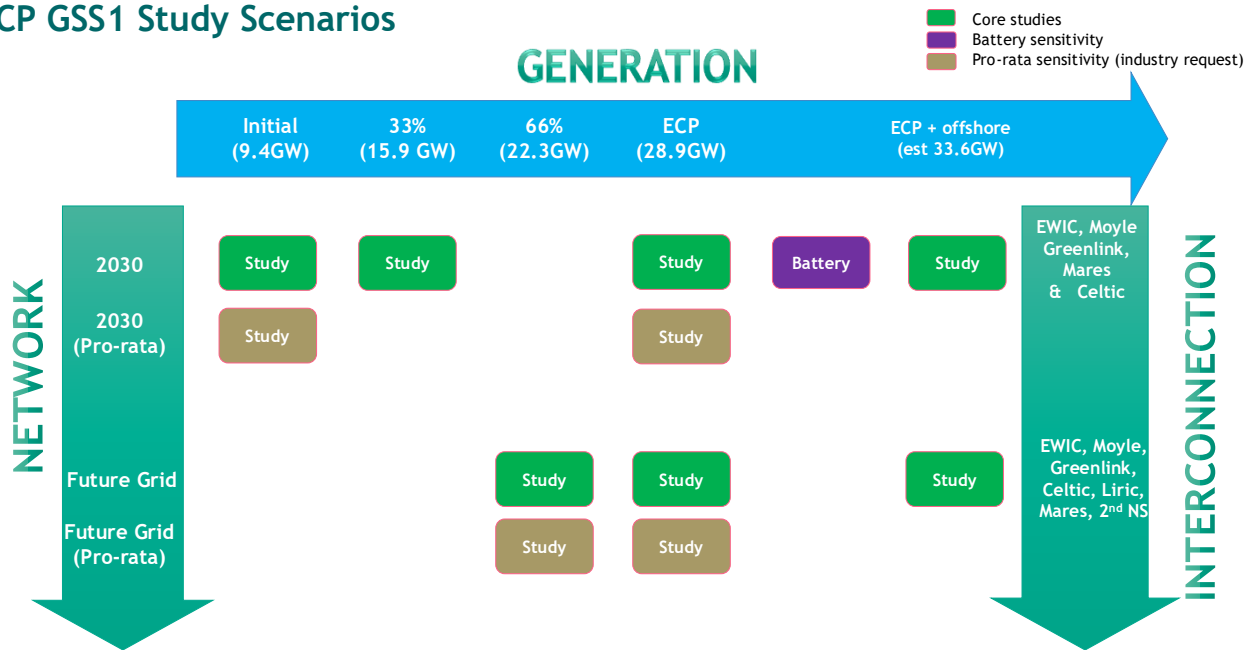 CP GSS1 Study Scenarios
Core studies
Battery sensitivity
Pro-rata sensitivity (industry request)
GENERATION
Initial
(9.4GW)
33%
(15.9 GW)
66%
(22.3GW)
ECP
(28.9GW)
ECP + offshore
(est 33.6GW)
NETWORK
2030
Study
Study
Study
Battery
Study
EWIC, Moyle
Greenlink,
Mares
& Celtic
2030
(Pro-rata)
Study
Study
Future Grid
Study
Study
Study
EWIC, Moyle,
Greenlink,
Celtic, Liric,
Mares, 2nd NS
Future Grid
(Pro-rata)
Study
Study
INTERCONNECTION